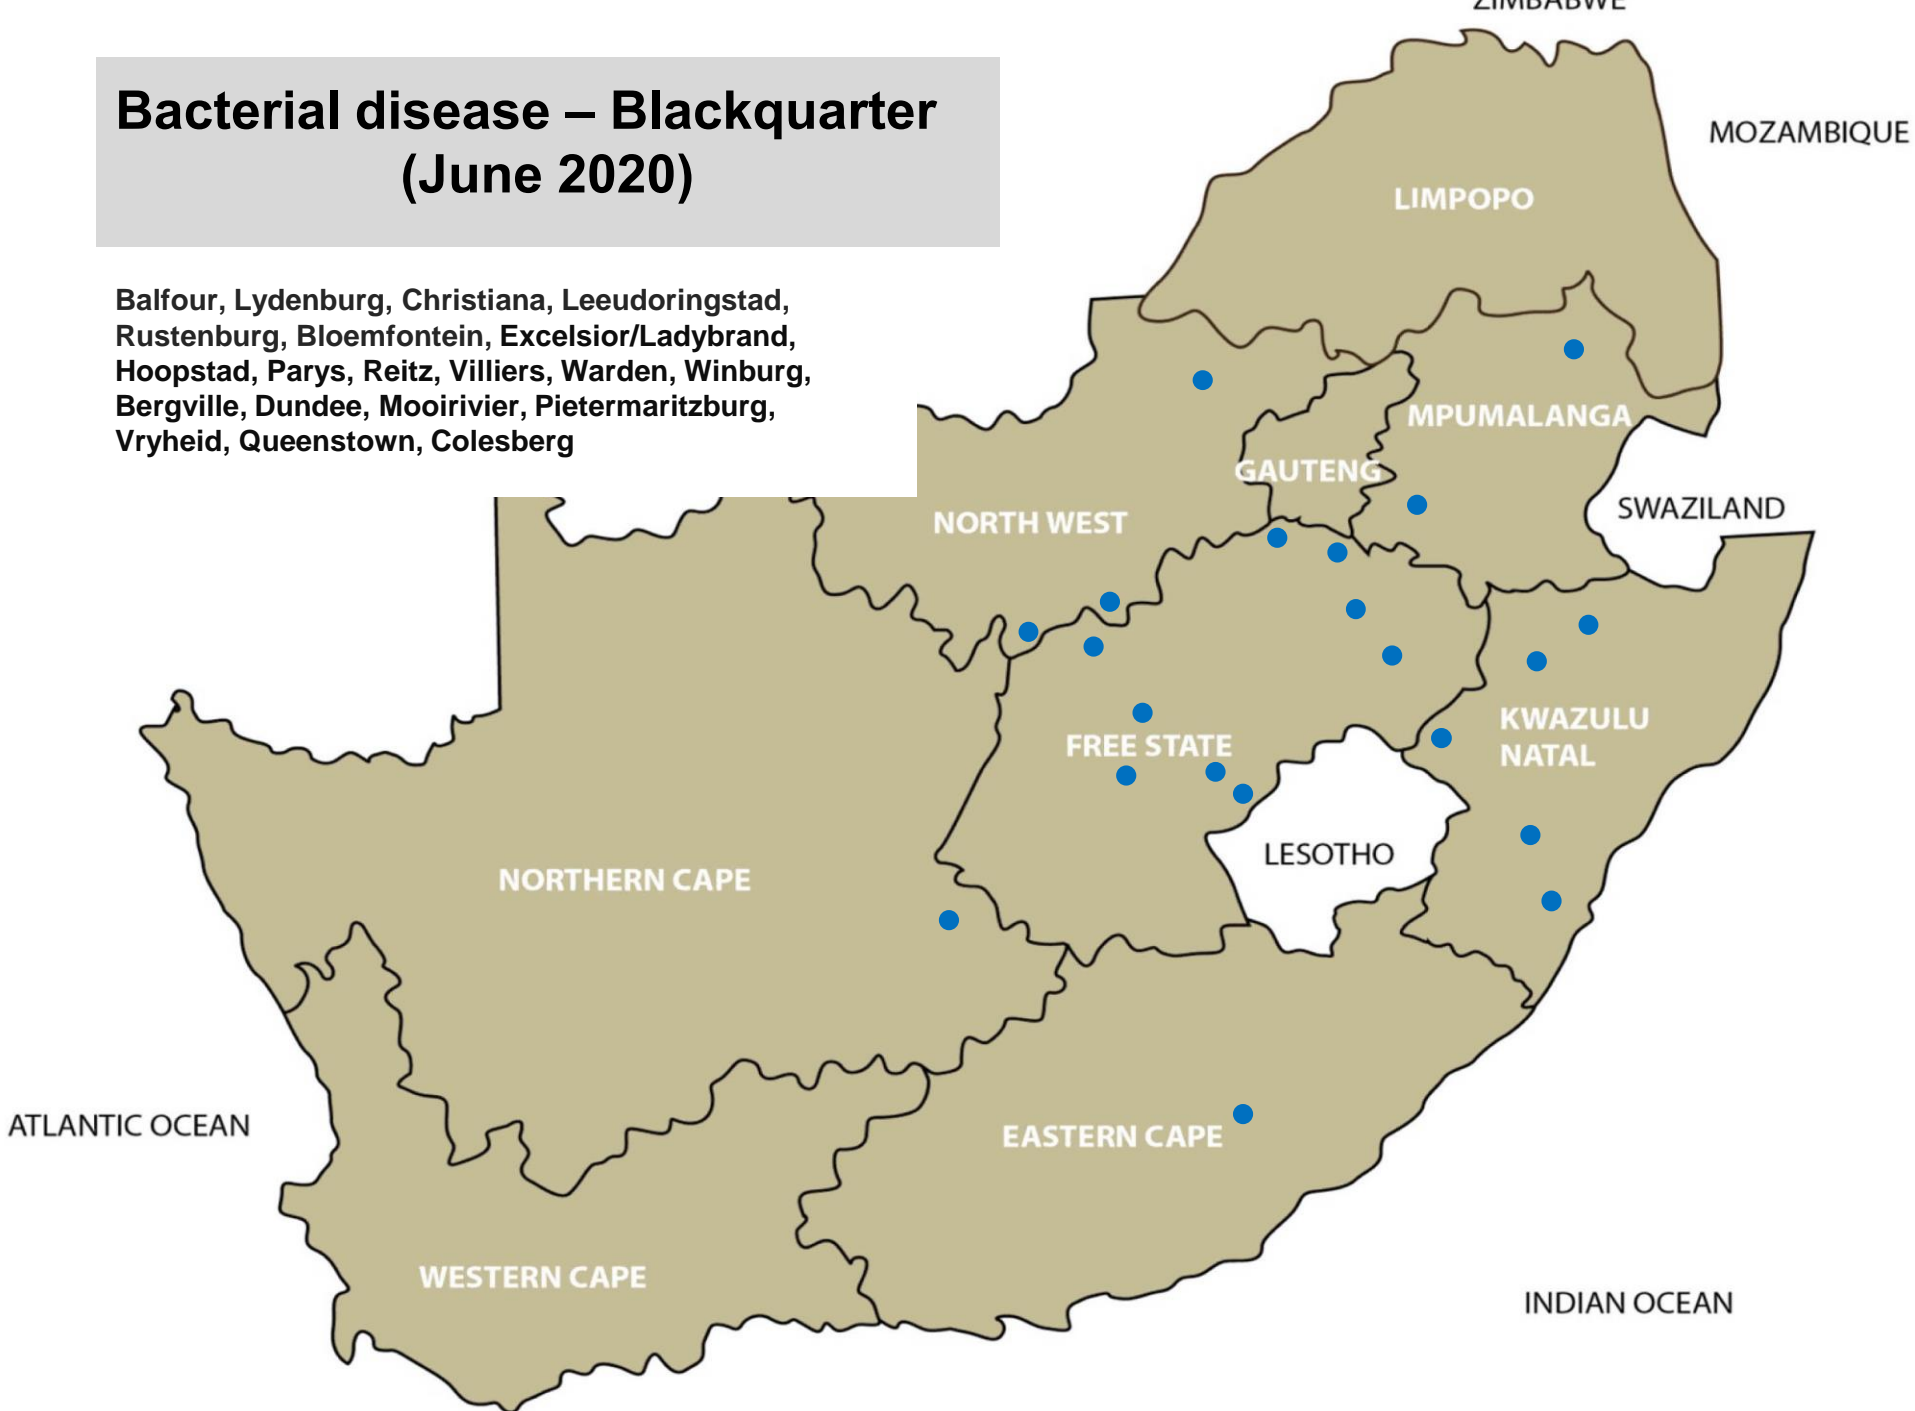 ZIMBABWE
Bacterial disease – Blackquarter
(June 2020)
MOZAMBIQUE
LIMPOPO
Balfour, Lydenburg, Christiana, Leeudoringstad,
Rustenburg, Bloemfontein, Excelsior/Ladybrand,
Hoopstad, Parys, Reitz, Villiers, Warden, Winburg,
Bergville, Dundee, Mooirivier, Pietermaritzburg,
Vryheid, Queenstown, Colesberg
MPUMALANGA
GAUTENG
SWAZILAND
NORTH WEST
KWAZULU
NATAL
FREE STATE
LESOTHO
NORTHERN CAPE
ATLANTIC OCEAN
EASTERN CAPE
WESTERN CAPE
INDIAN OCEAN